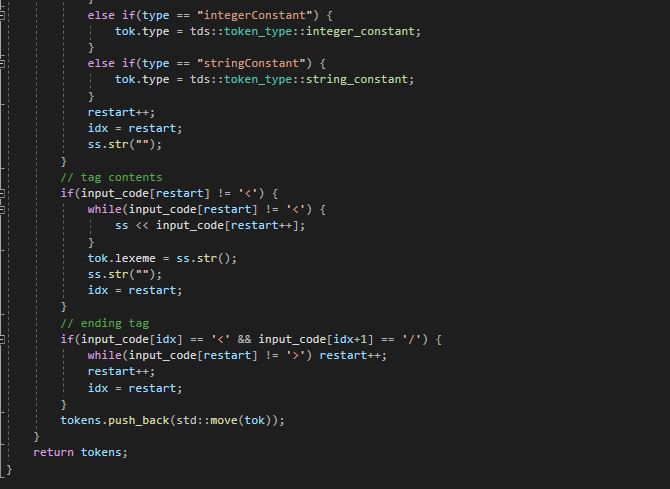 else if(type == "integerConstant") {
tok.type = tds::token_type::integer_constant;
}
else if(type == "stringConstant") {
tok.type = tds::token_type::string_constant;
}
restart++;
idx = restart;
ss.str("");
}
// tag contents
if(input_code[restart] != '<') {
while(input_code[restart] != '<') {
ss << input_code[restart++];
}
tok.lexeme = ss.str();
ss.str("");
idx = restart;
}
// ending tag
if(input_code[idx] == '<' && input_code[idx+1] == '/') {
while(input_code[restart] != '>') restart++;
restart++;
idx = restart;
}
tokens.push_back(std::move(tok));
}
return tokens;
}